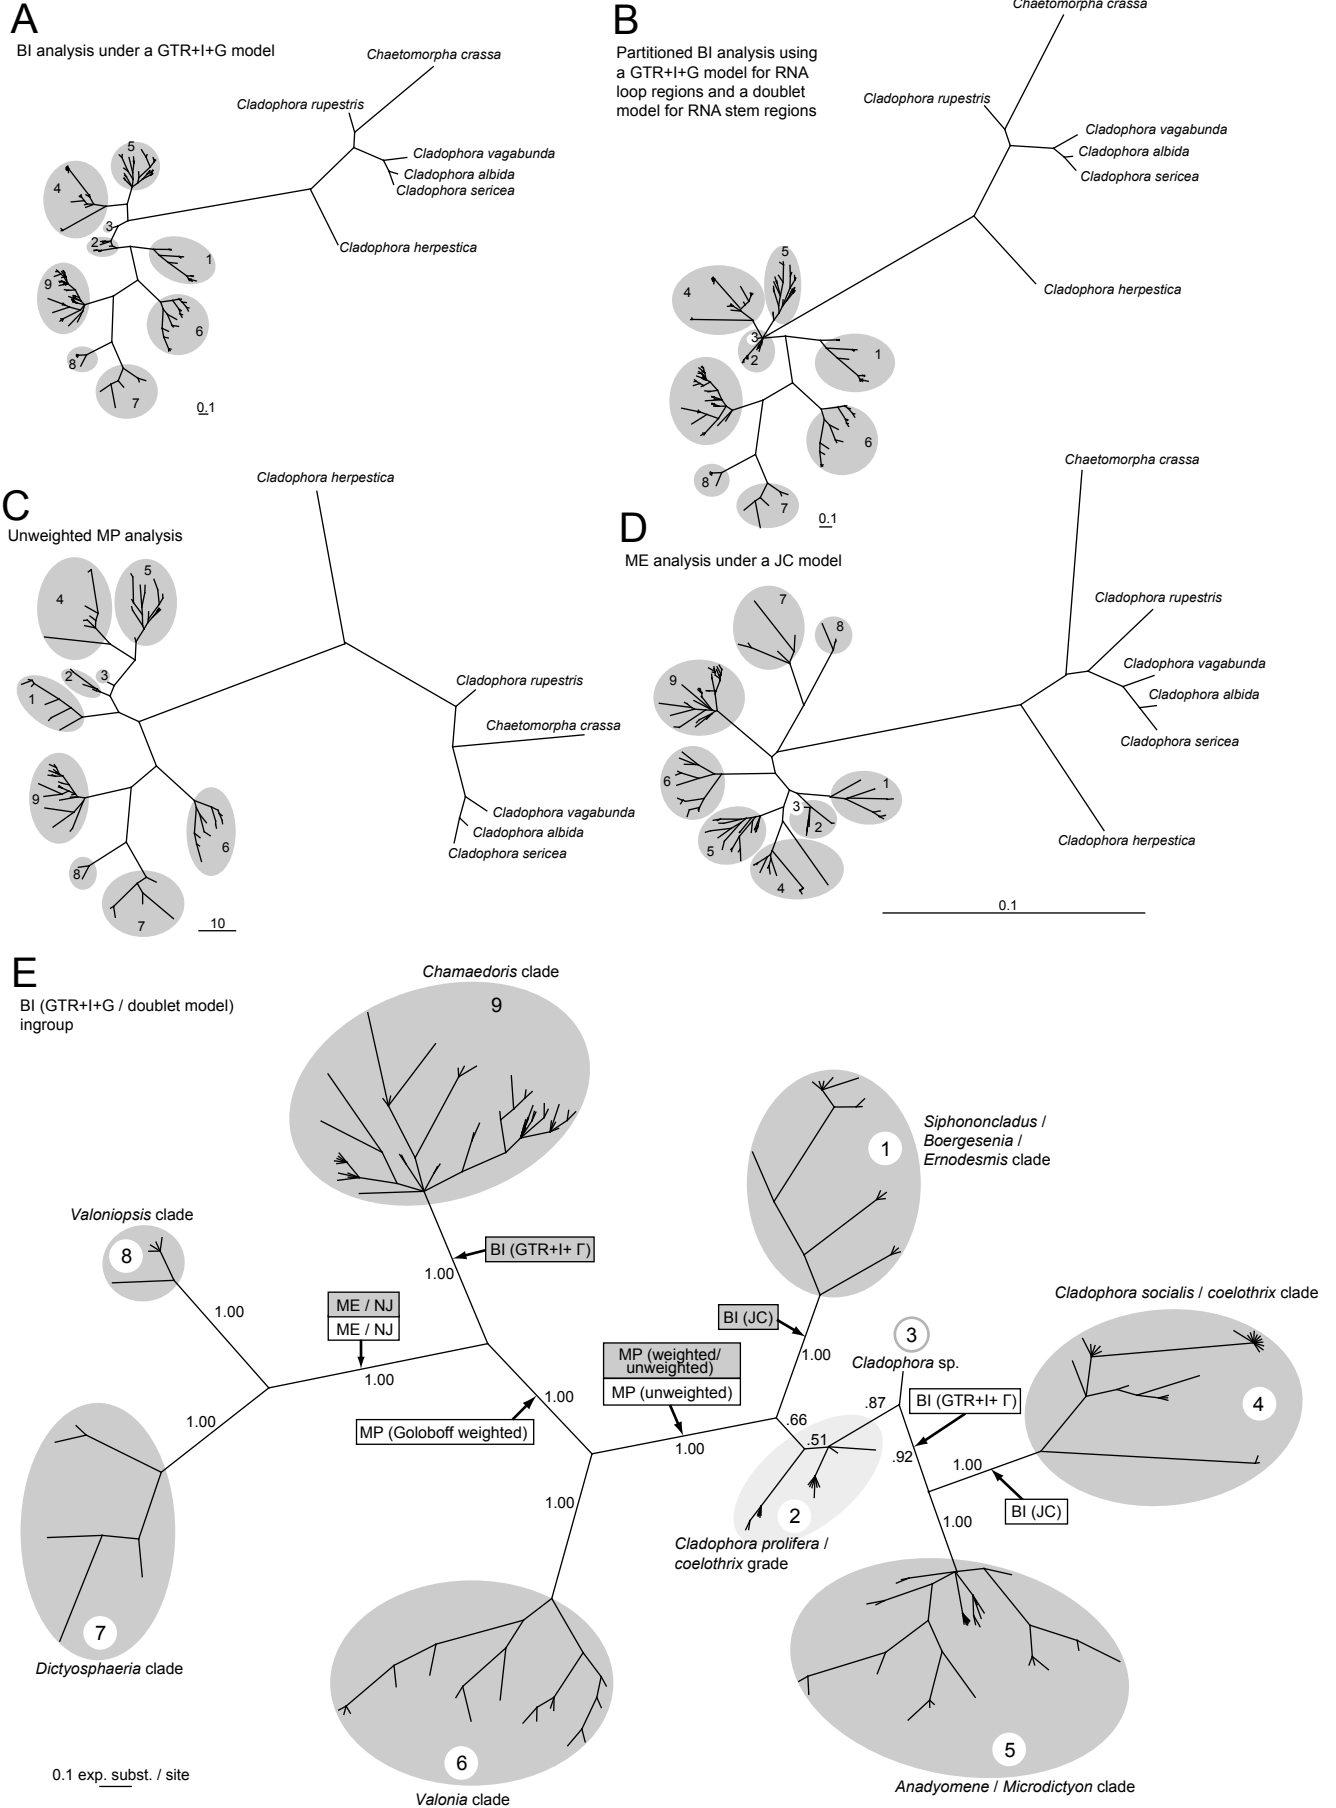 A
BI analysis under a GTR+I+G model
Chaetomorpha crassa
Cladophora rupestris
Cladophora vagabunda
Cladophora albida
Cladophora sericea
Cladophora herpestica
5
4
3
2
1
9
6
8
7
0.1
B
Partitioned BI analysis using
a GTR+I+G model for RNA
loop regions and a doublet
model for RNA stem regions
Chaetomorpha crassa
Cladophora rupestris
Cladophora vagabunda
Cladophora albida
Cladophora sericea
Cladophora herpestica
5
4
3
2
1
6
8
7
0.1
C
Unweighted MP analysis
Cladophora herpestica
Cladophora rupestris
Chaetomorpha crassa
Cladophora vagabunda
Cladophora albida
Cladophora sericea
5
4
2
3
1
9
6
8
7
10
D
ME analysis under a JC model
Chaetomorpha crassa
Cladophora rupestris
Cladophora vagabunda
Cladophora albida
Cladophora sericea
Cladophora herpestica
7
8
9
6
1
3
2
5
4
0.1
E
BI (GTR+I+G / doublet model)
ingroup
Chamaedoris clade
9
Siphononcladus /
Boergesenia /
Ernodesmis clade
1
Valoniopsis clade
8
BI (GTR+I+ Γ)
1.00
1.00
ME / NJ
ME / NJ
1.00
1.00
BI (JC)
1.00
MP (weighted/
unweighted)
MP (unweighted)
1.00
MP (Goloboff weighted)
1.00
3
Cladophora sp.
Cladophora socialis / coelothrix clade
4
.87
BI (GTR+I+ Γ)
.66
.51
.92
1.00
BI (JC)
1.00
1.00
2
Cladophora prolifera /
coelothrix grade
7
Dictyosphaeria clade
6
Valonia clade
5
Anadyomene / Microdictyon clade
0.1 exp. subst. / site